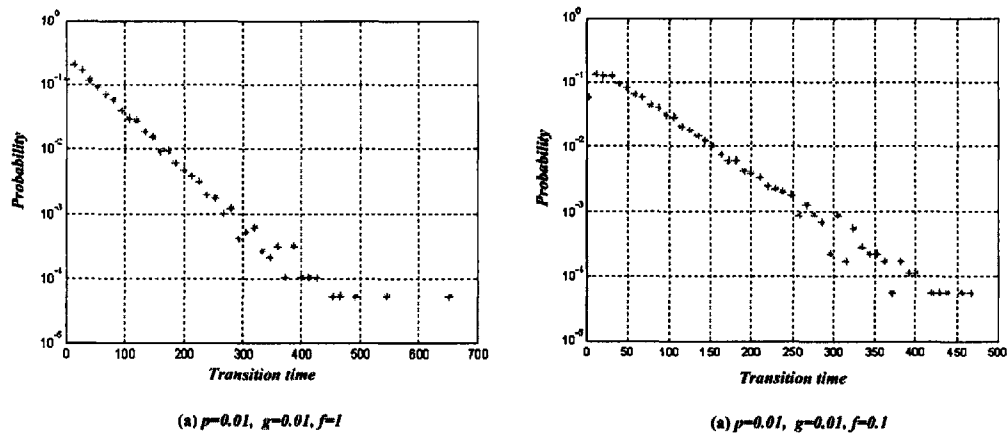 10^0
10^-1
10^-2
10^-3
10^-4
10^-5
Probability
0 100 200 300 400 500 600 700
Transition time
(a) p=0.01, g=0.01, f=1
10^0
10^-1
10^-2
10^-3
10^-4
10^-5
Probability
0 50 100 150 200 250 300 350 400 450 500
Transition time
(a) p=0.01, g=0.01, f=0.1